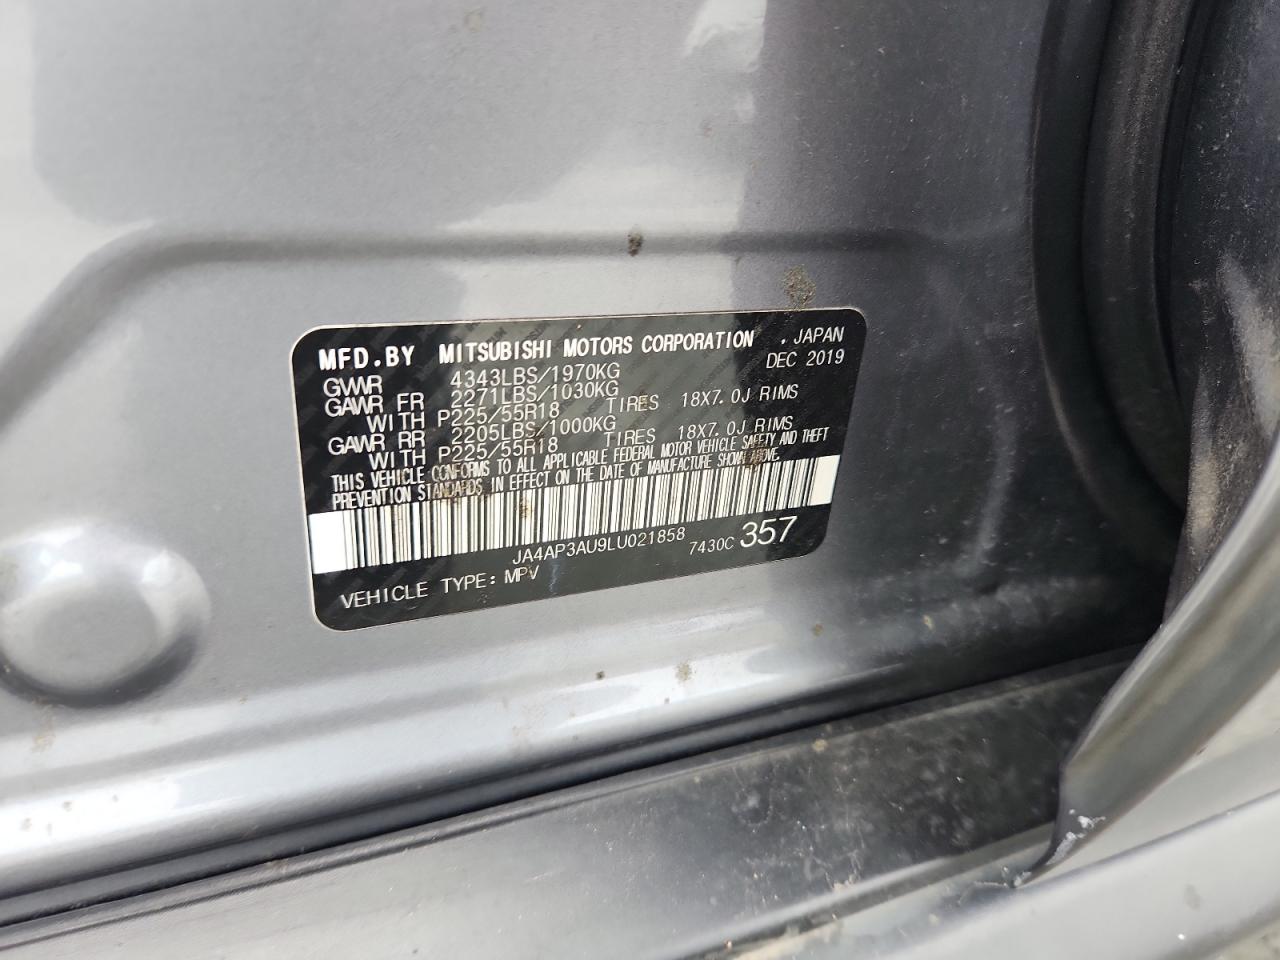 MFD.BY MITSUBISHI MOTORS CORPORATION . JAPAN
GVWR 4343LBS/1970KG DEC 2019
GAWR FR 2271LBS/1030KG
WITH P225/55R18 TIRES 18X7.0J RIMS
GAWR RR 2205LBS/1000KG
WITH P225/55R18 TIRES 18X7.0J RIMS
THIS VEHICLE CONFORMS TO ALL APPLICABLE FEDERAL MOTOR VEHICLE SAFETY AND THEFT
PREVENTION STANDARDS IN EFFECT ON THE DATE OF MANUFACTURE SHOWN ABOVE.
JA4AP3AU9LU021858 7430C 357
VEHICLE TYPE: MPV